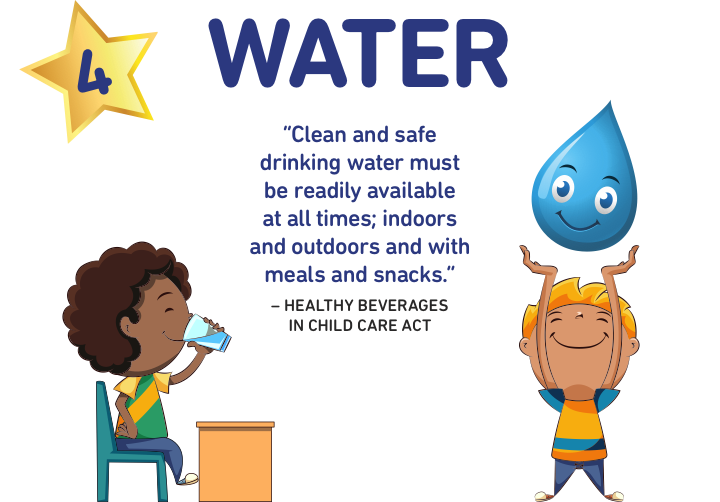 4
WATER
“Clean and safe
drinking water must
be readily available
at all times; indoors
and outdoors and with
meals and snacks.”
– HEALTHY BEVERAGES
IN CHILD CARE ACT